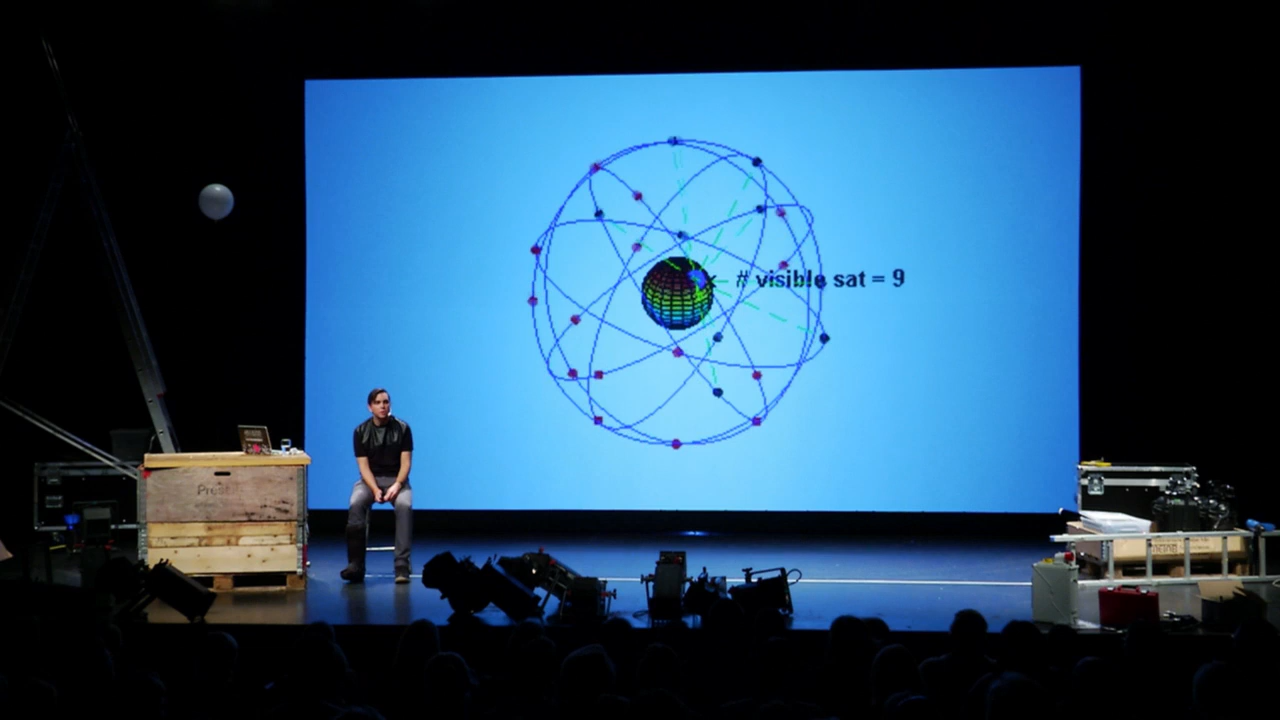 # visible sat = 9